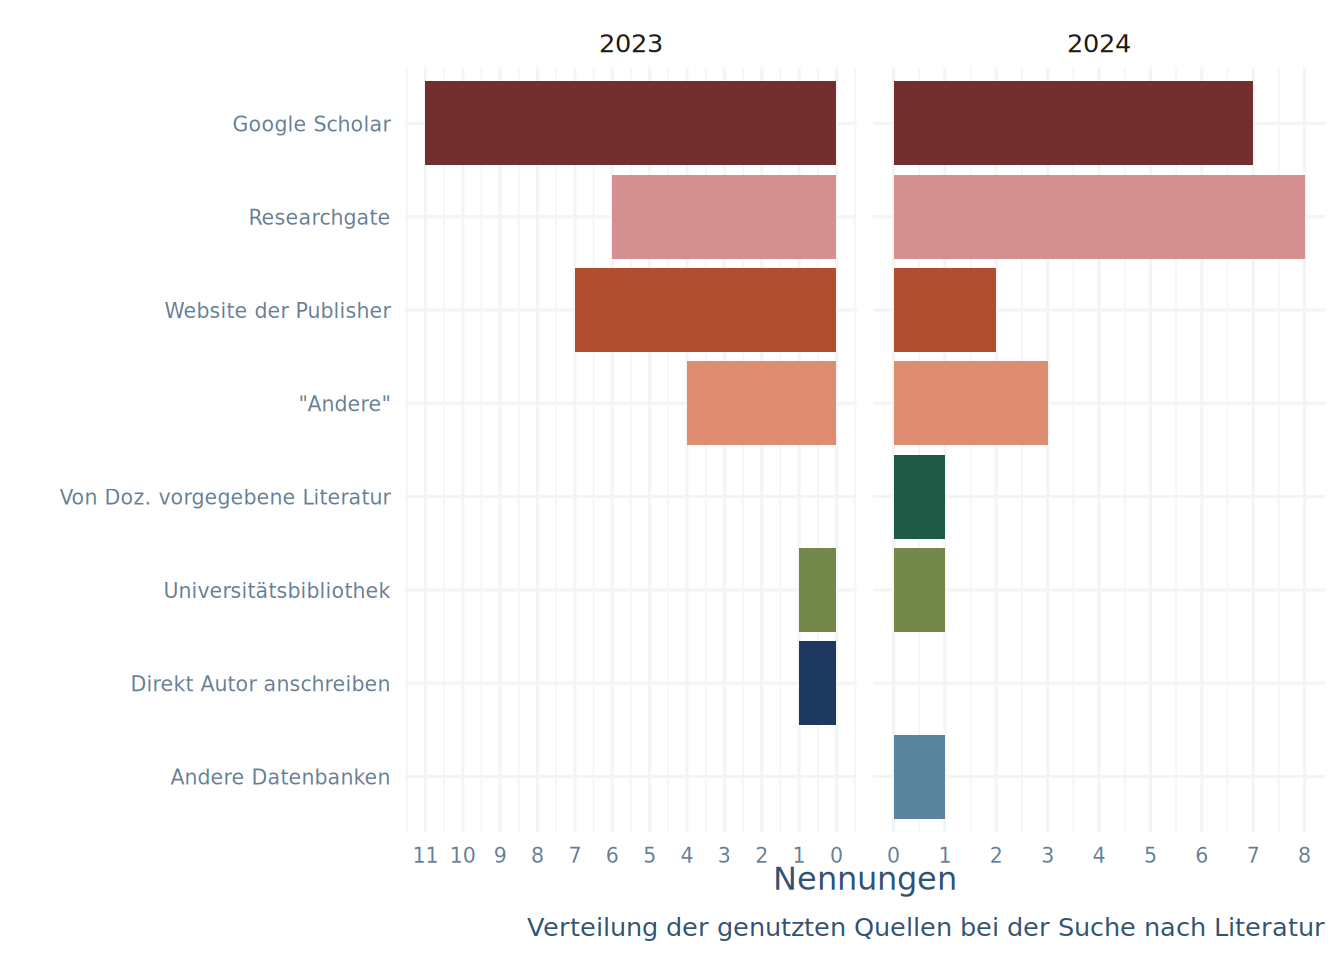 2023 2024
Google Scholar
Researchgate
Website der Publisher
"Andere"
Von Doz. vorgegebene Literatur
Universitätsbibliothek
Direkt Autor anschreiben
Andere Datenbanken
11 10 9 8 7 6 5 4 3 2 1 0 0 1 2 3 4 5 6 7 8
Nennungen
Verteilung der genutzten Quellen bei der Suche nach Literatur